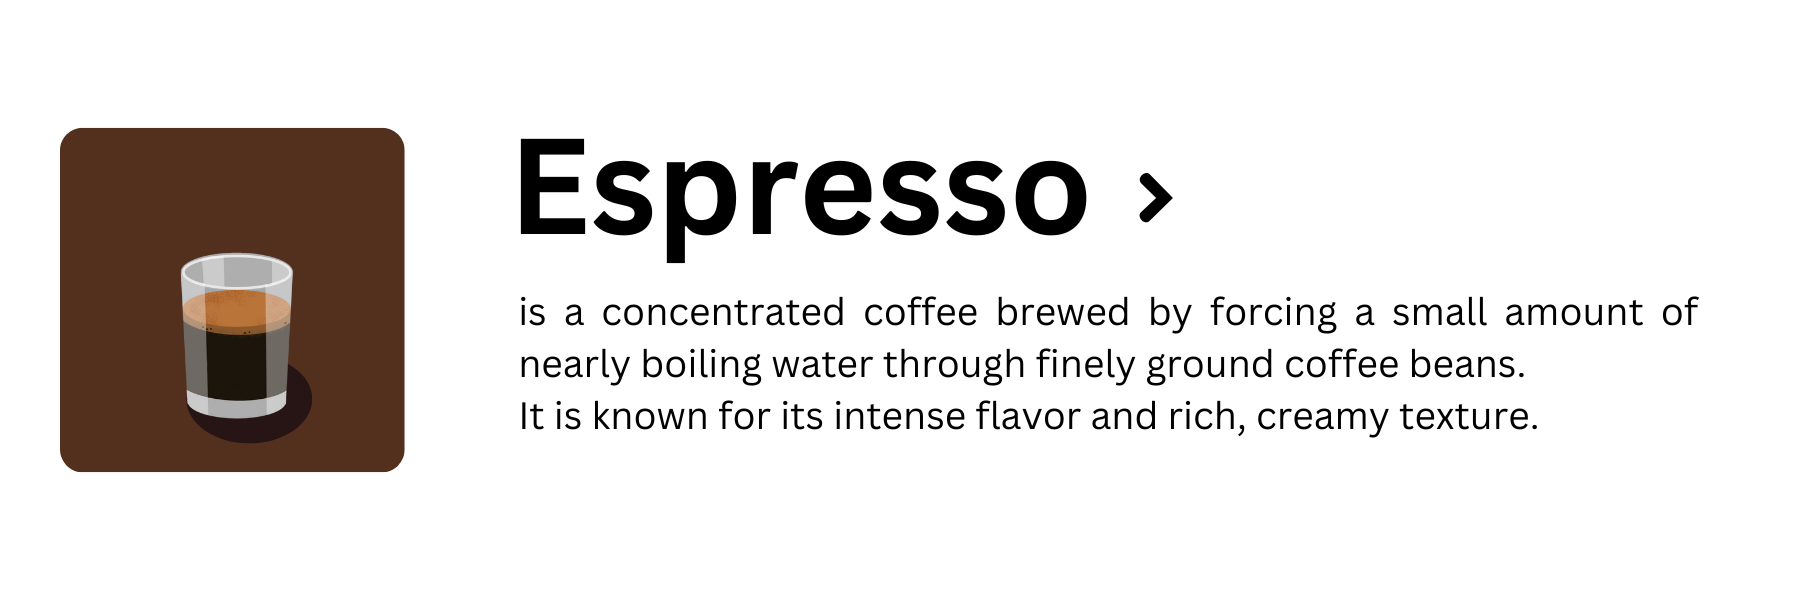 Espresso ›
is a concentrated coffee brewed by forcing a small amount of
nearly boiling water through finely ground coffee beans.
It is known for its intense flavor and rich, creamy texture.